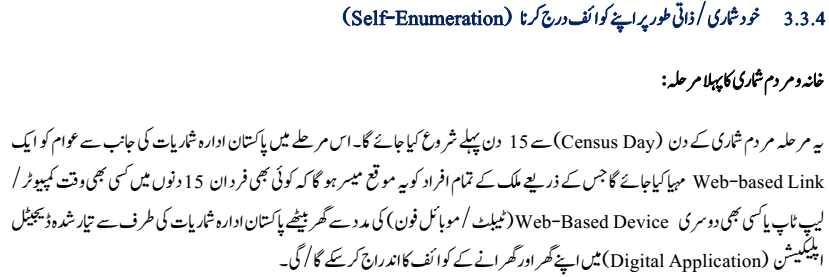 3.3.4 خود شماری / ذاتی طور پر اپنے کوائف درج کرنا (Self-Enumeration)
خانہ و مردم شماری کا پہلا مرحلہ:
یہ مرحلہ مردم شماری کے دن (Census Day) سے 15 دن پہلے شروع کیا جائے گا۔ اس مرحلے میں پاکستان ادارہ شماریات کی جانب سے عوام کو ایک
Web-based Link مہیا کیا جائے گا جس کے ذریعے ملک کے تمام افراد کو یہ موقع میسر ہو گا کہ کوئی بھی فرد ان 15 دنوں میں کسی بھی وقت کمپیوٹر /
لیپ ٹاپ یا کسی بھی دوسری Web-Based Device (ٹیبلٹ / موبائل فون) کی مدد سے گھر بیٹھے پاکستان ادارہ شماریات کی طرف سے تیار شدہ ڈیجیٹل
اپلیکیشن (Digital Application) میں اپنے گھر اور گھرانے کے کوائف کا اندراج کر سکے گا / گی۔